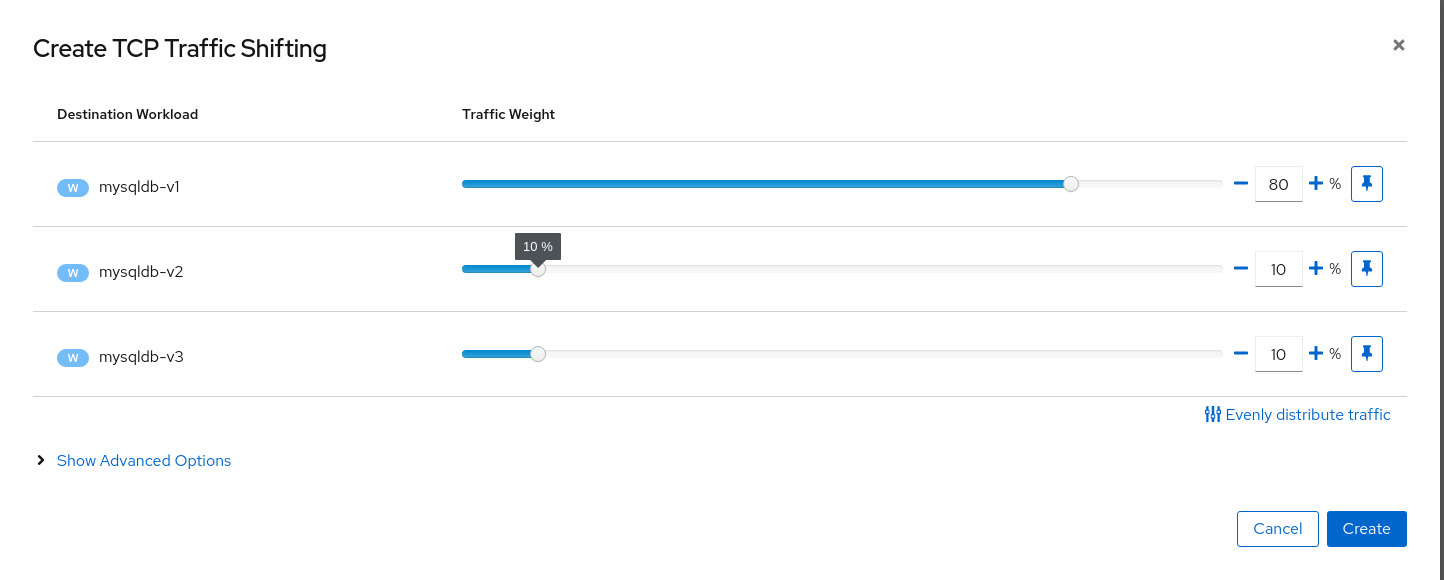 Create TCP Traffic Shifting
Destination Workload Traffic Weight
W mysqldb-v1 80 %
10 %
W mysqldb-v2 10 %
W mysqldb-v3 10 %
Evenly distribute traffic
Show Advanced Options
Cancel Create